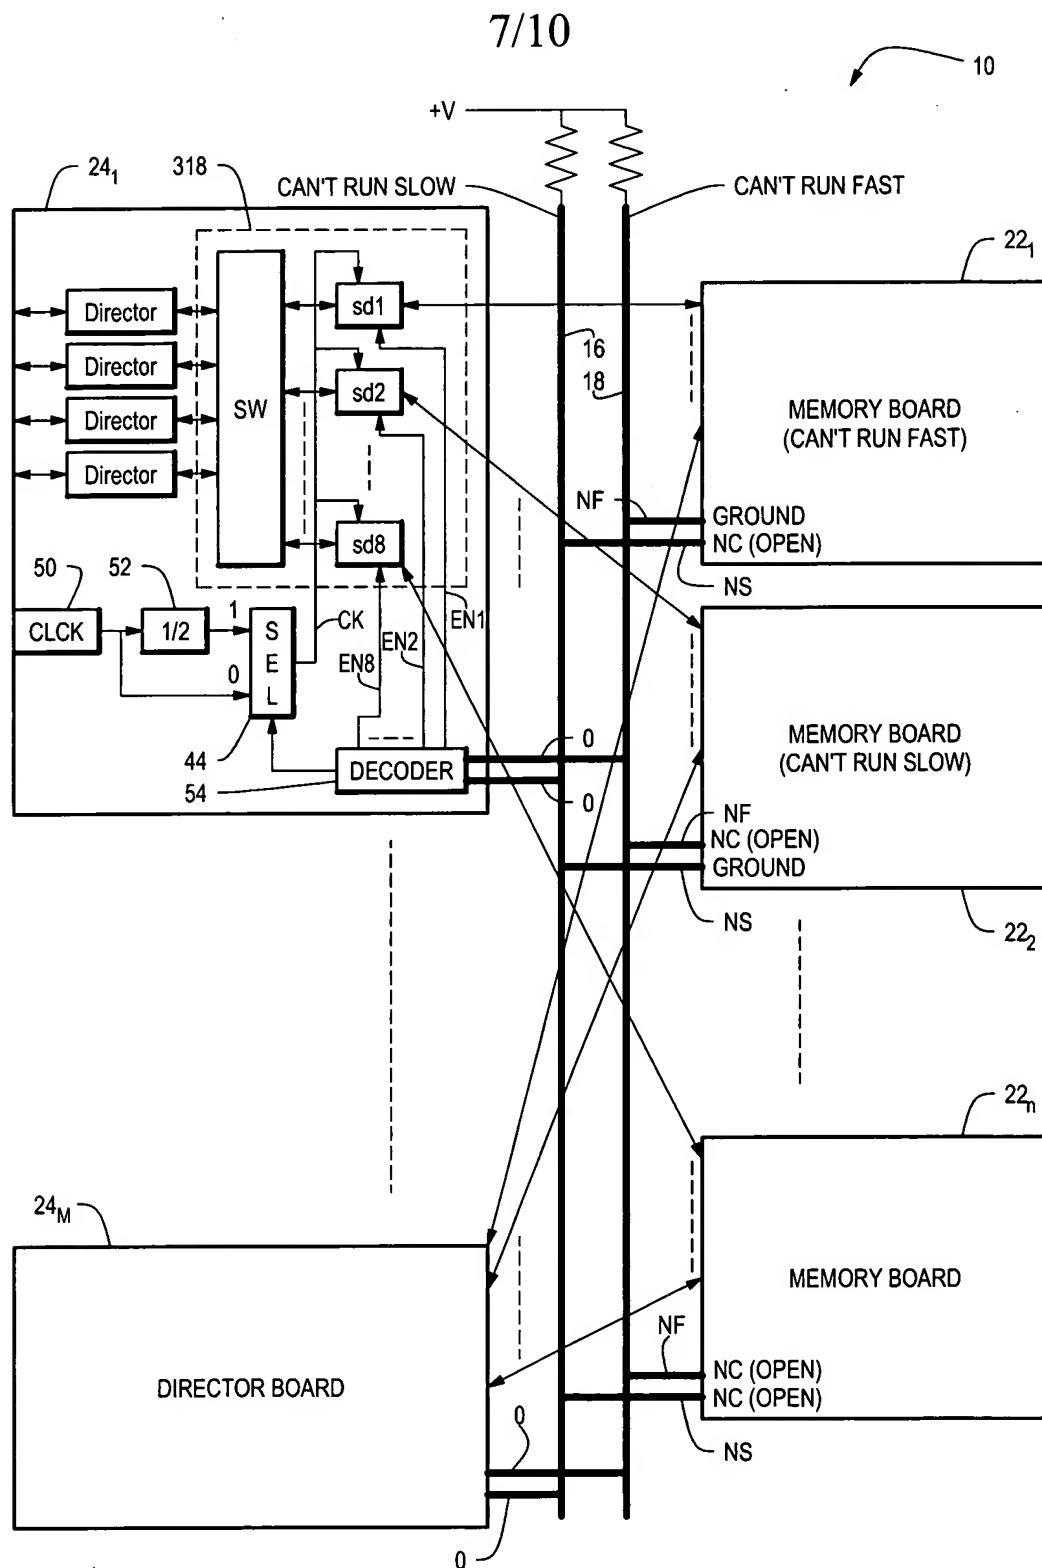 7/10
10
+V
24₁
318
CAN'T RUN SLOW
CAN'T RUN FAST
22₁
Director
Director
Director
Director
SW
sd1
sd2
sd8
16
18
MEMORY BOARD
(CAN'T RUN FAST)
NF
GROUND
NC (OPEN)
NS
50
52
CLCK
1/2
1
0
S
E
L
CK
EN8
EN2
EN1
44
54
DECODER
0
0
MEMORY BOARD
(CAN'T RUN SLOW)
NF
NC (OPEN)
GROUND
NS
22₂
22ₙ
24_M
MEMORY BOARD
DIRECTOR BOARD
NF
NC (OPEN)
NC (OPEN)
NS
0
0